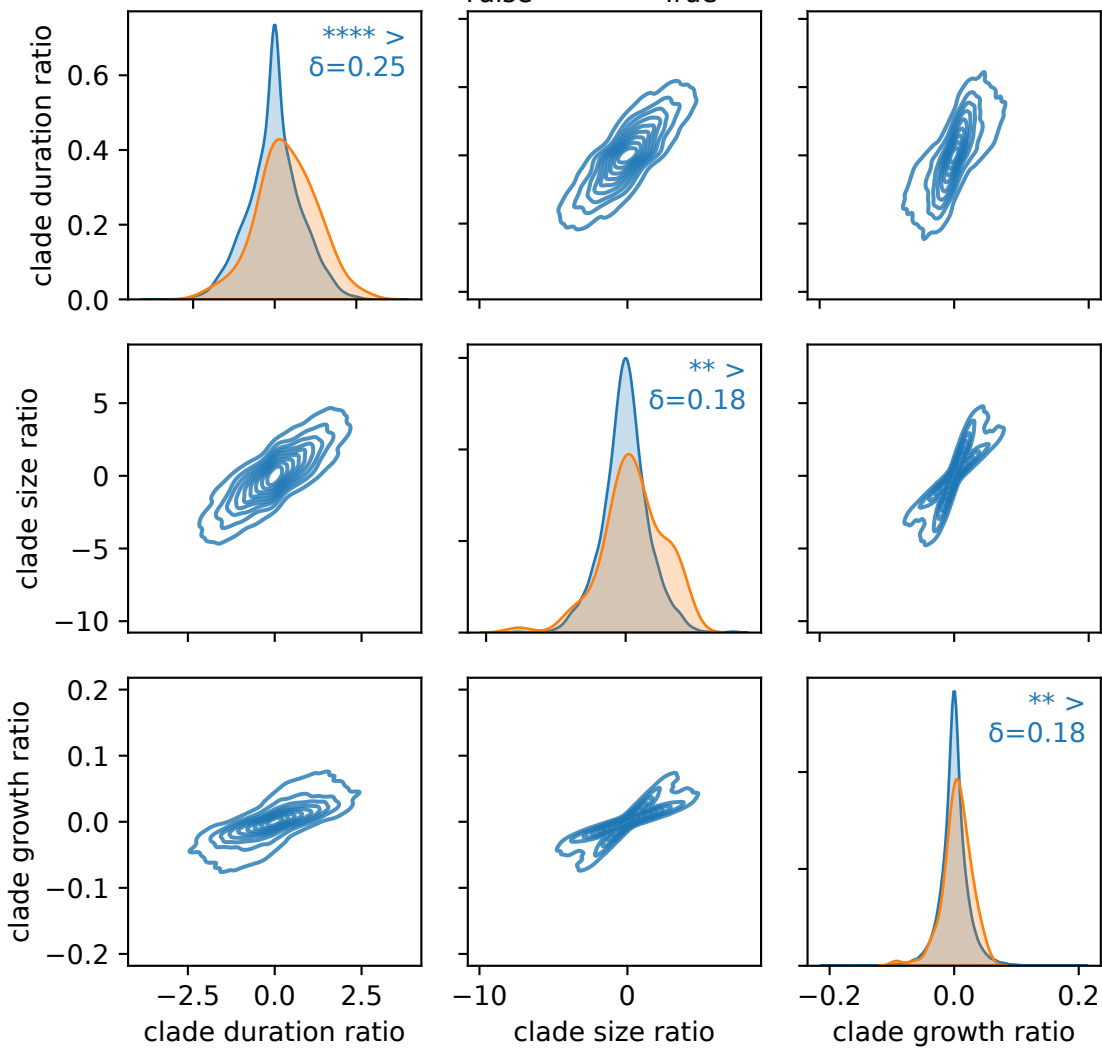 False True
clade duration ratio
0.6
0.4
0.2
0.0
**** >
δ=0.25
clade size ratio
5
0
−5
−10
** >
δ=0.18
clade growth ratio
0.2
0.1
0.0
−0.1
−0.2
** >
δ=0.18
−2.5 0.0 2.5
−10 0
−0.2 0.0 0.2
clade duration ratio
clade size ratio
clade growth ratio